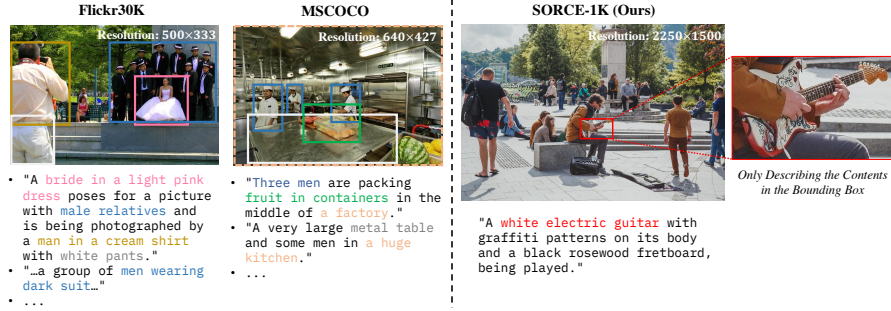 Flickr30K
Resolution: 500×333
• "A bride in a light pink
dress poses for a picture
with male relatives and
is being photographed by
a man in a cream shirt
with white pants."
• "…a group of men wearing
dark suit…"
• ...
MSCOCO
Resolution: 640×427
• "Three men are packing
fruit in containers in the
middle of a factory."
• "A very large metal table
and some men in a huge
kitchen."
• ...
SORCE-1K (Ours)
Resolution: 2250×1500
Only Describing the Contents
in the Bounding Box
"A white electric guitar with
graffiti patterns on its body
and a black rosewood fretboard,
being played."